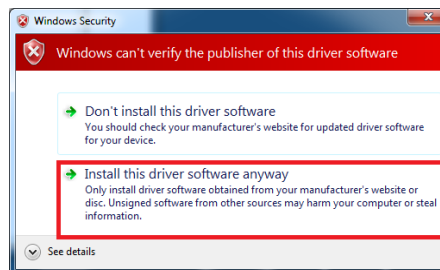 Windows Security
Windows can't verify the publisher of this driver software
Don't install this driver software
You should check your manufacturer's website for updated driver software
for your device.
Install this driver software anyway
Only install driver software obtained from your manufacturer's website or
disc. Unsigned software from other sources may harm your computer or steal
information.
See details